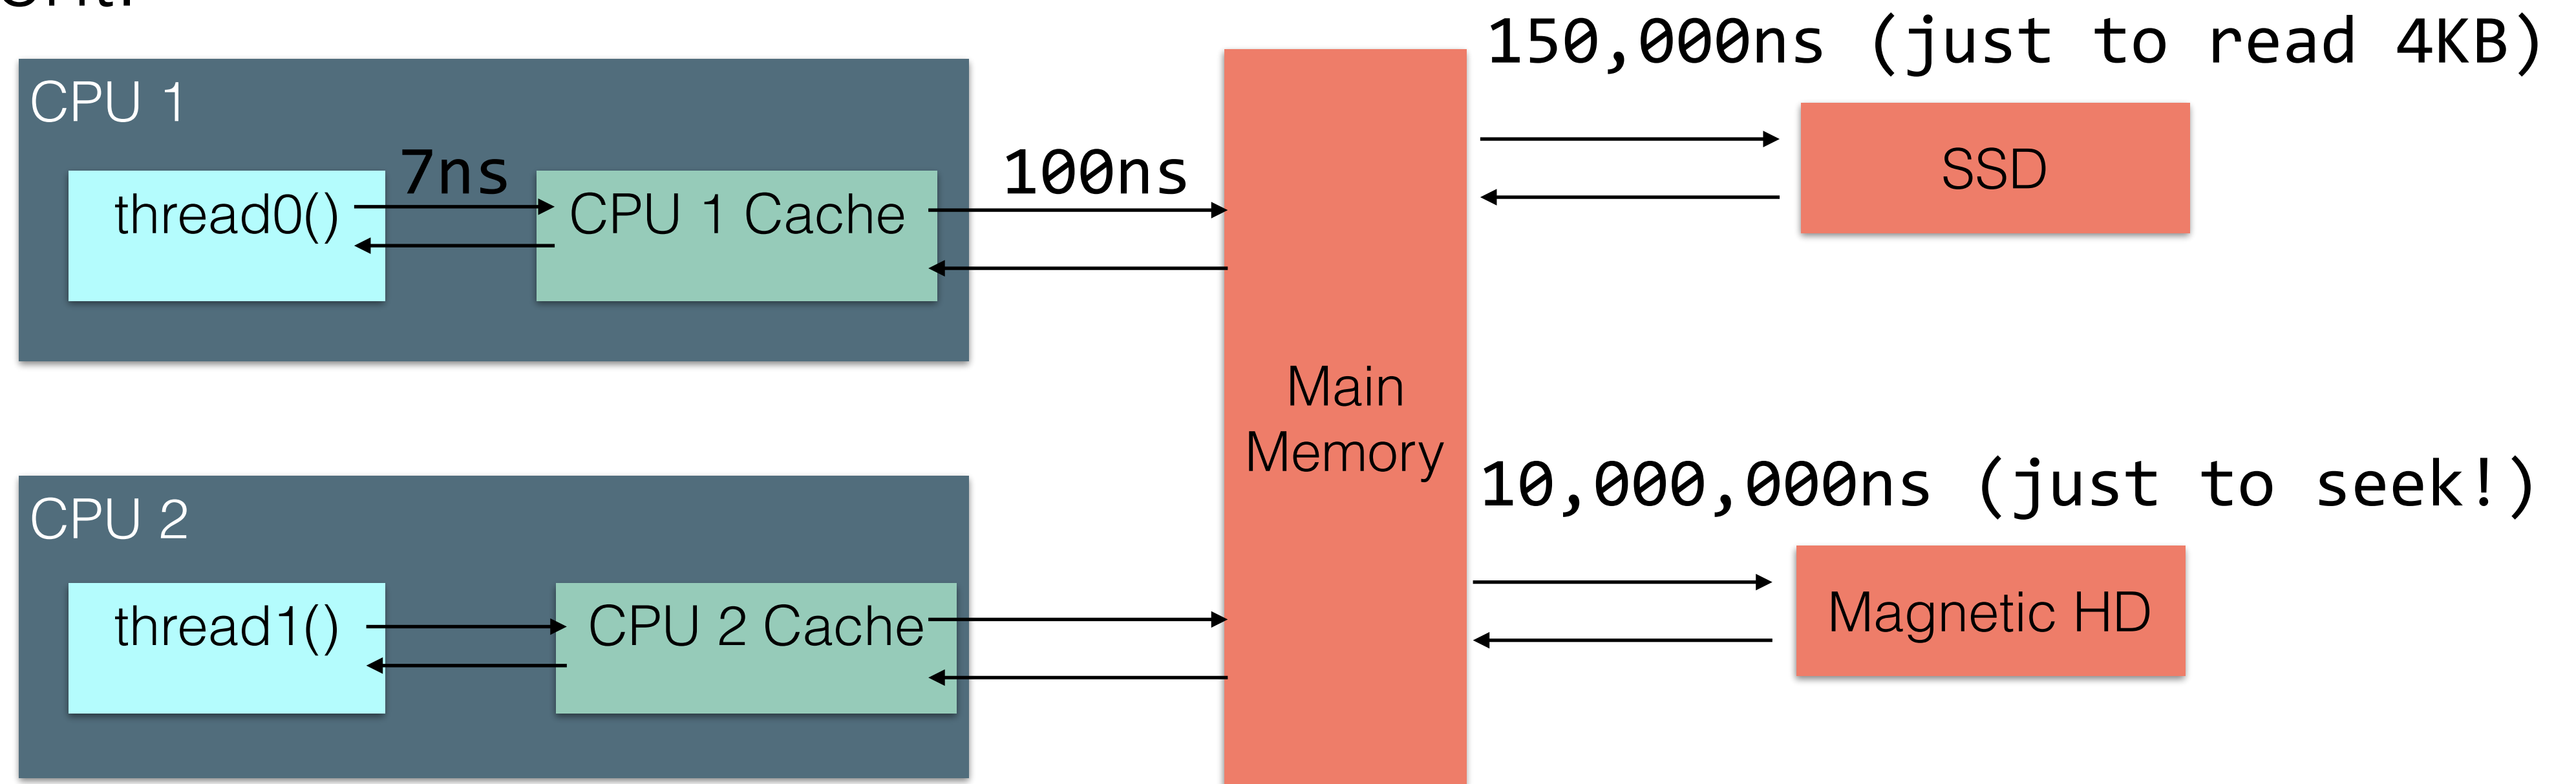 150,000ns (just to read 4KB)
CPU 1
7ns
100ns
thread0()
CPU 1 Cache
SSD
Main
Memory
10,000,000ns (just to seek!)
CPU 2
thread1()
CPU 2 Cache
Magnetic HD